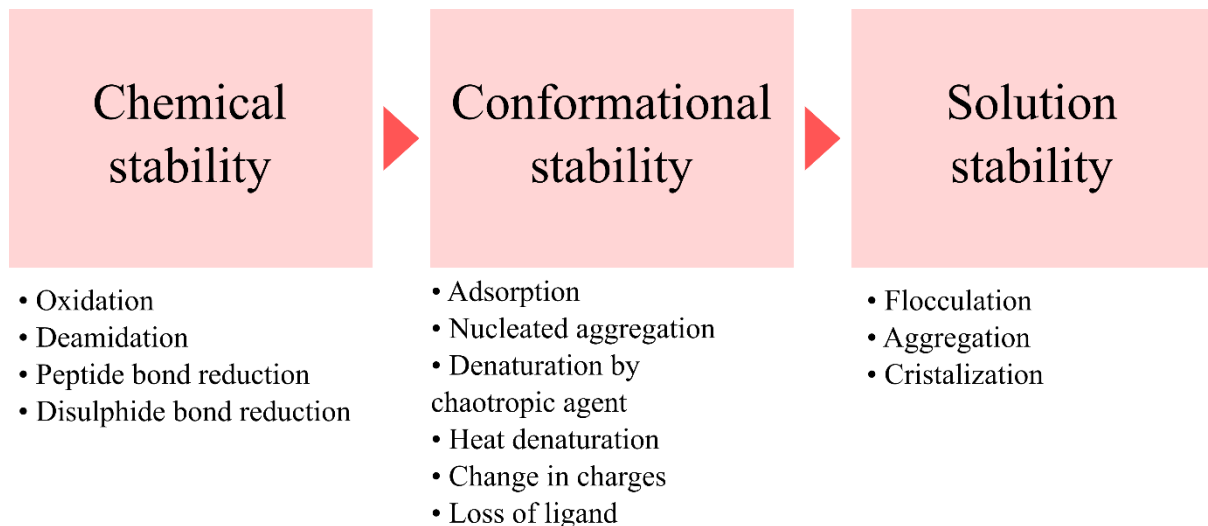 Chemical
stability
• Oxidation
• Deamidation
• Peptide bond reduction
• Disulphide bond reduction
Conformational
stability
• Adsorption
• Nucleated aggregation
• Denaturation by
chaotropic agent
• Heat denaturation
• Change in charges
• Loss of ligand
Solution
stability
• Flocculation
• Aggregation
• Cristalization